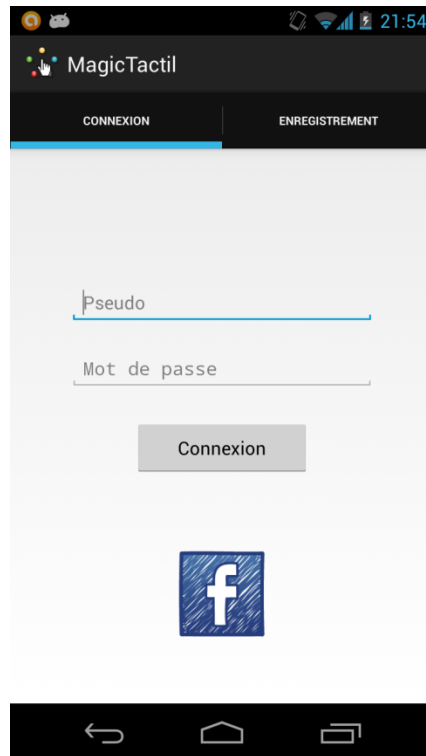 21:54
MagicTactil
CONNEXION ENREGISTREMENT
Pseudo
Mot de passe
Connexion
f